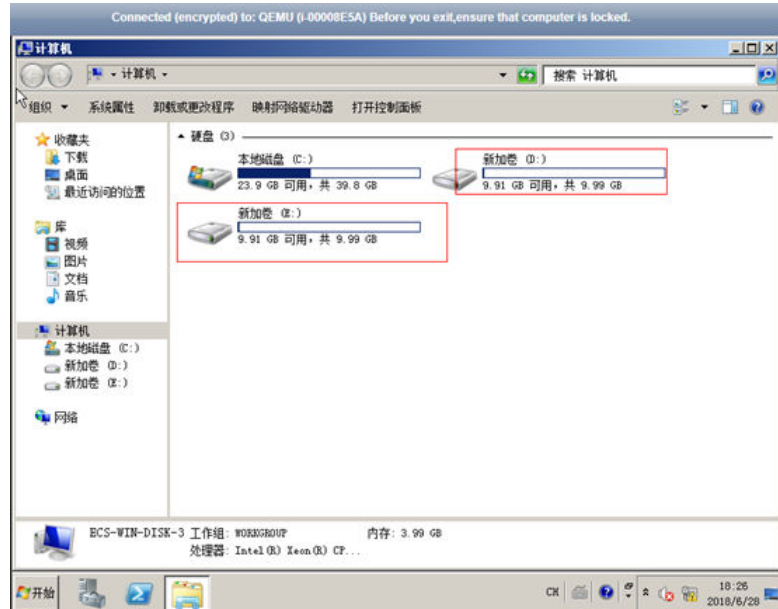 Connected (encrypted) to: QEMU (i-00008E5A) Before you exit,ensure that computer is locked.
计算机
计算机
搜索 计算机
组织 系统属性 卸载或更改程序 映射网络驱动器 打开控制面板
收藏夹
下载
桌面
最近访问的位置
库
视频
图片
文档
音乐
计算机
本地磁盘 (C:)
新加卷 (D:)
新加卷 (E:)
网络
硬盘 (3)
本地磁盘 (C:)
23.9 GB 可用，共 39.8 GB
新加卷 (D:)
9.91 GB 可用，共 9.99 GB
新加卷 (E:)
9.91 GB 可用，共 9.99 GB
ECS-WIN-DISK-3 工作组: WORKGROUP 内存: 3.99 GB
处理器: Intel(R) Xeon(R) CP...
开始
CH
18:26
2018/6/28